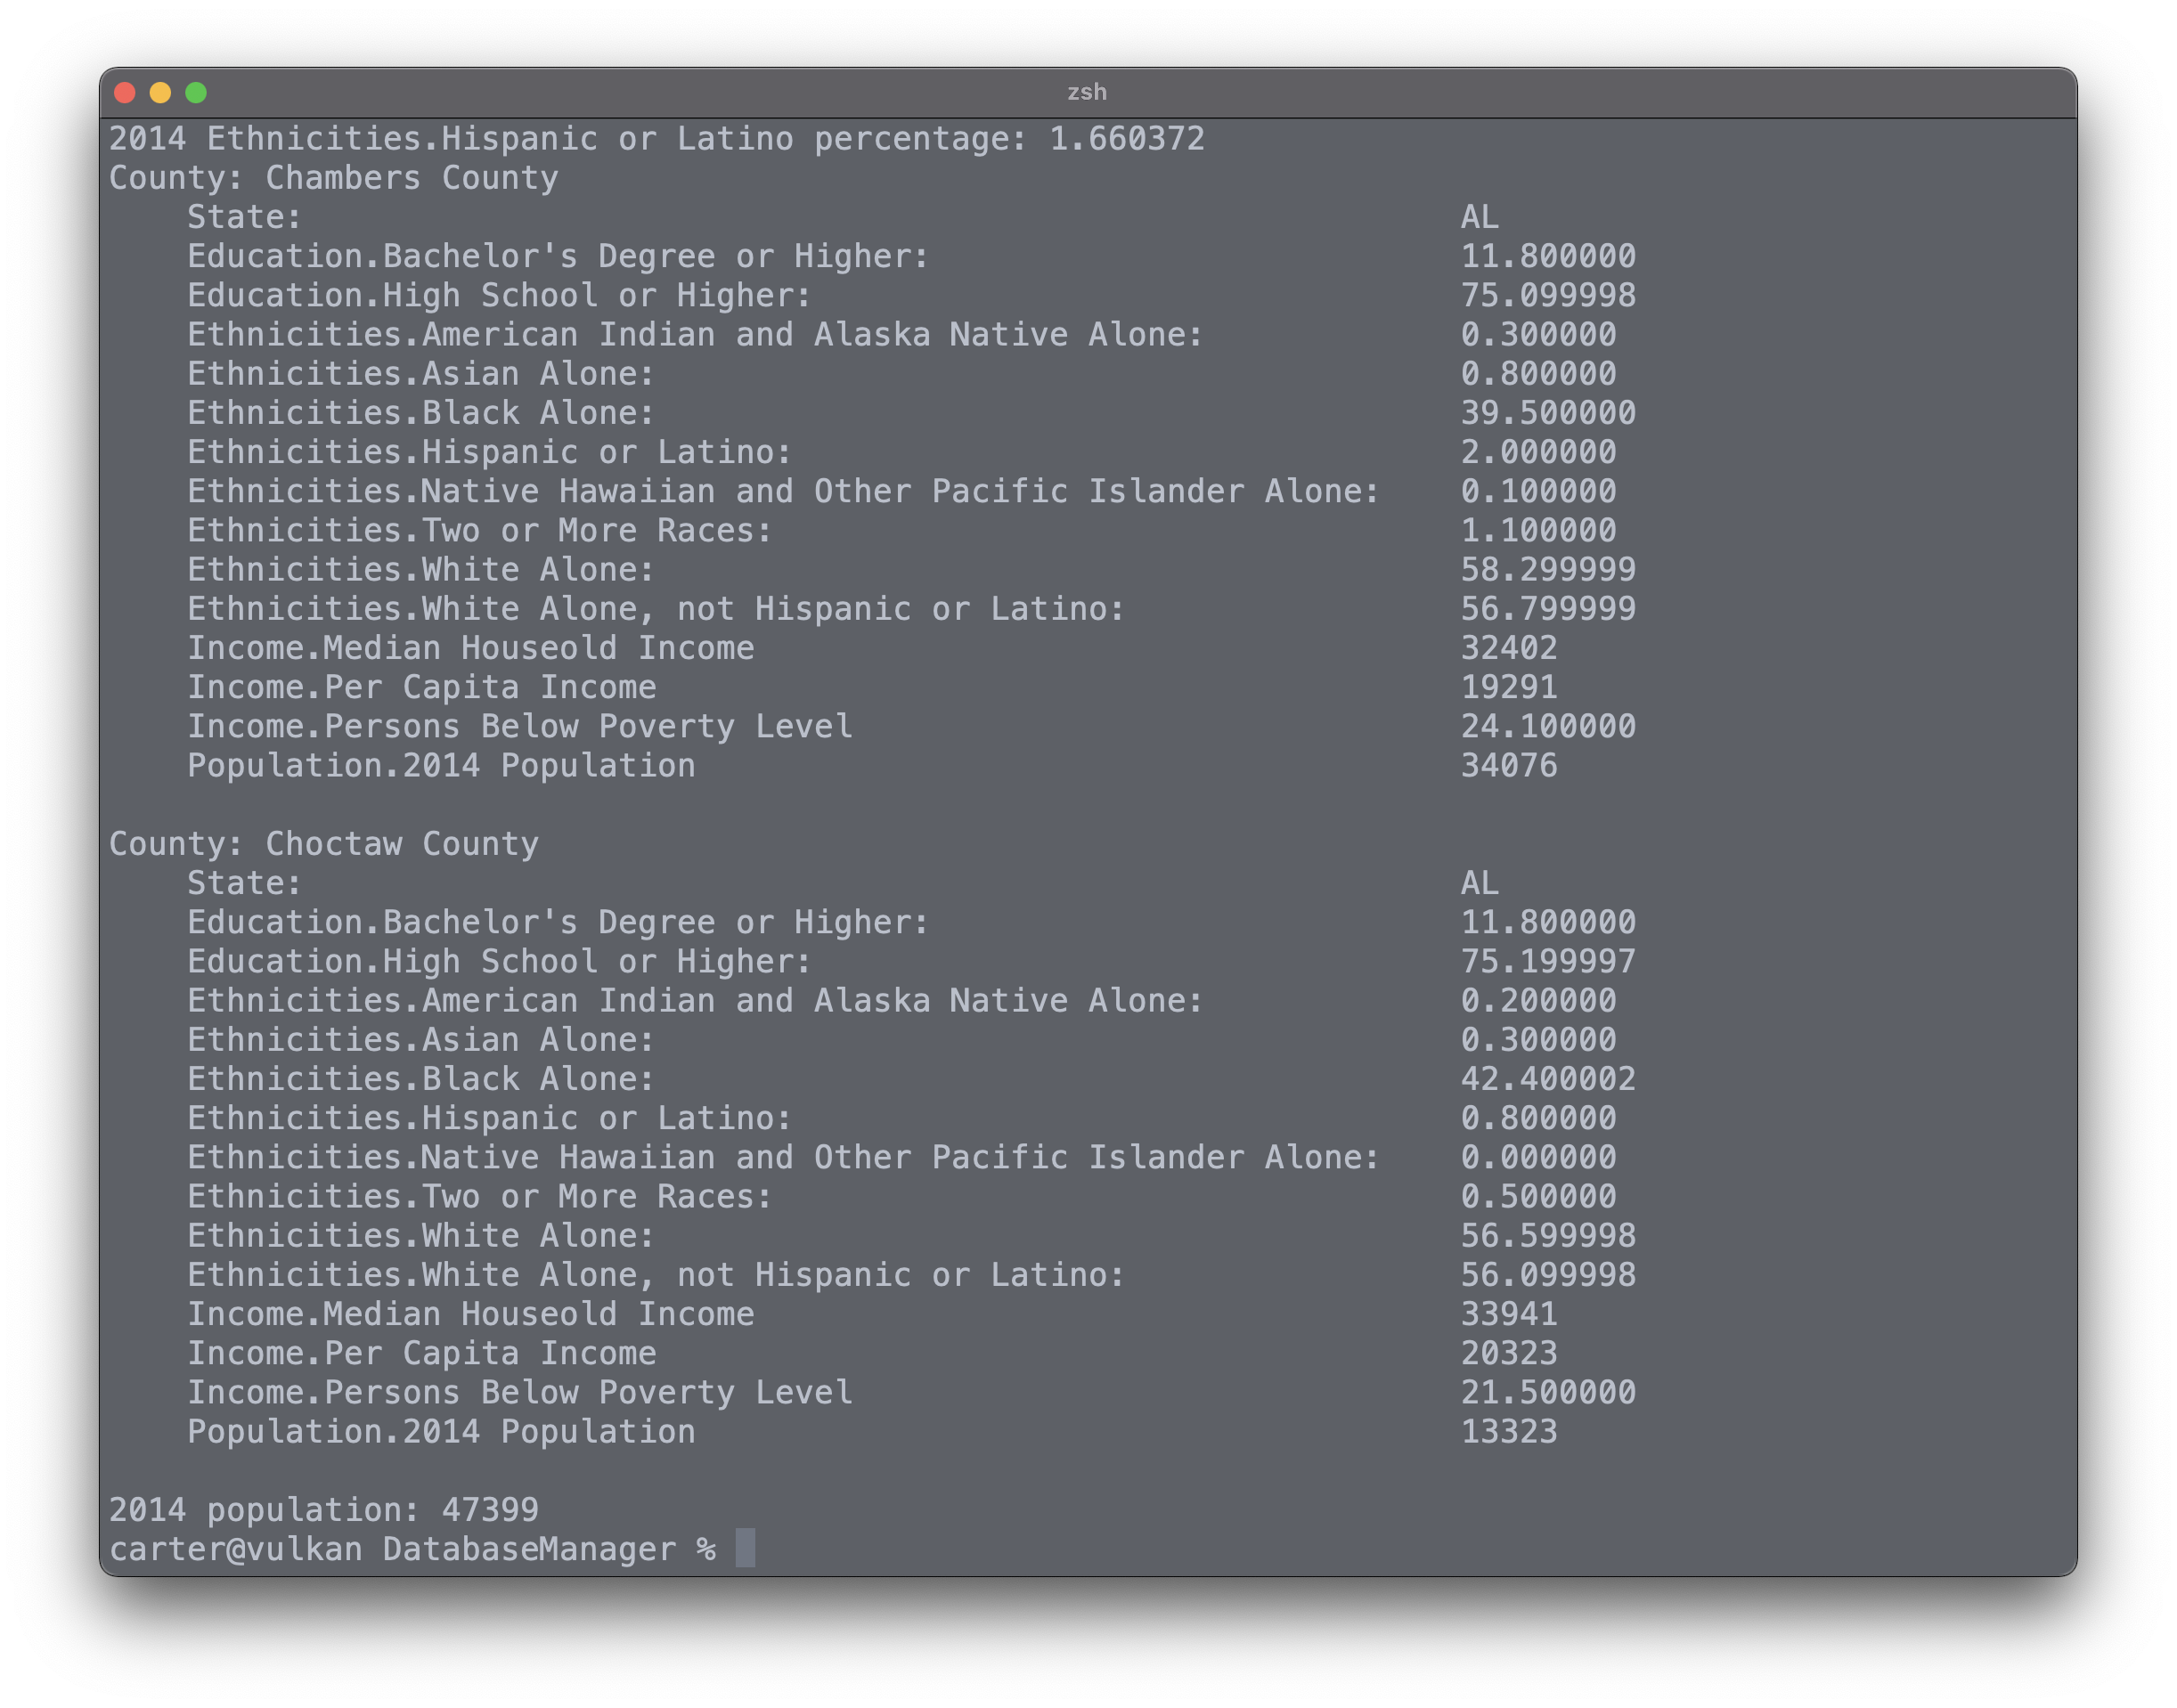 zsh
2014 Ethnicities.Hispanic or Latino percentage: 1.660372
County: Chambers County
    State:                                                           AL
    Education.Bachelor's Degree or Higher:                           11.800000
    Education.High School or Higher:                                 75.099998
    Ethnicities.American Indian and Alaska Native Alone:             0.300000
    Ethnicities.Asian Alone:                                         0.800000
    Ethnicities.Black Alone:                                         39.500000
    Ethnicities.Hispanic or Latino:                                  2.000000
    Ethnicities.Native Hawaiian and Other Pacific Islander Alone:    0.100000
    Ethnicities.Two or More Races:                                   1.100000
    Ethnicities.White Alone:                                         58.299999
    Ethnicities.White Alone, not Hispanic or Latino:                 56.799999
    Income.Median Houseold Income                                    32402
    Income.Per Capita Income                                         19291
    Income.Persons Below Poverty Level                               24.100000
    Population.2014 Population                                       34076

County: Choctaw County
    State:                                                           AL
    Education.Bachelor's Degree or Higher:                           11.800000
    Education.High School or Higher:                                 75.199997
    Ethnicities.American Indian and Alaska Native Alone:             0.200000
    Ethnicities.Asian Alone:                                         0.300000
    Ethnicities.Black Alone:                                         42.400002
    Ethnicities.Hispanic or Latino:                                  0.800000
    Ethnicities.Native Hawaiian and Other Pacific Islander Alone:    0.000000
    Ethnicities.Two or More Races:                                   0.500000
    Ethnicities.White Alone:                                         56.599998
    Ethnicities.White Alone, not Hispanic or Latino:                 56.099998
    Income.Median Houseold Income                                    33941
    Income.Per Capita Income                                         20323
    Income.Persons Below Poverty Level                               21.500000
    Population.2014 Population                                       13323

2014 population: 47399
carter@vulkan DatabaseManager %